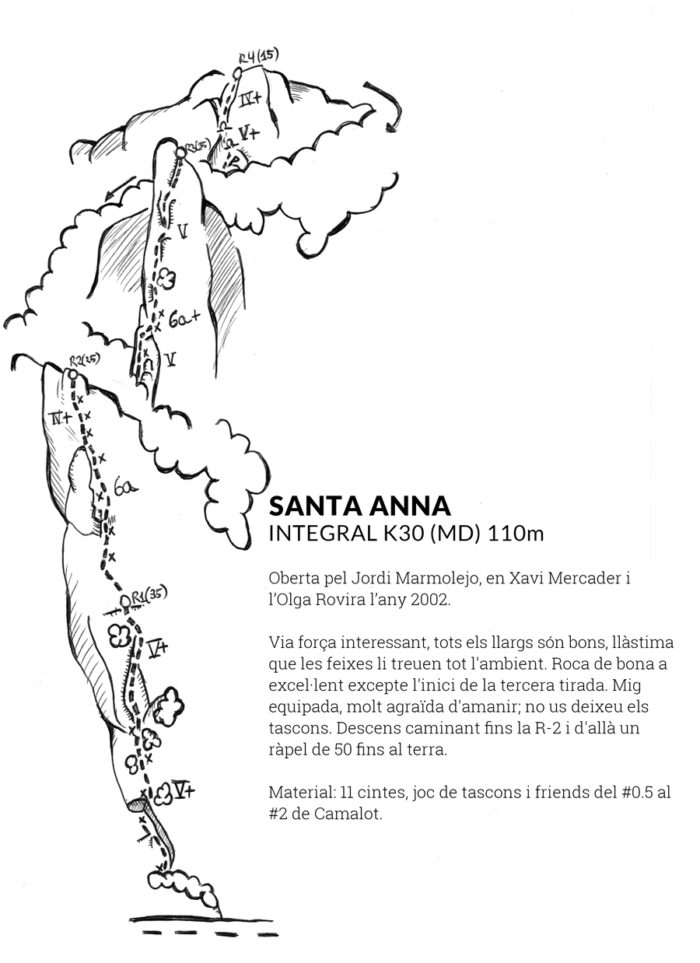 R4(15)
IV+
V+
P
R3(35)
V
6a+
V
R2(25)
IV+
6a
R1(35)
V+
V+
SANTA ANNA
INTEGRAL K30 (MD) 110m
Oberta pel Jordi Marmolejo, en Xavi Mercader i
l’Olga Rovira l’any 2002.
Via força interessant, tots els llargs són bons, llàstima
que les feixes li treuen tot l'ambient. Roca de bona a
excel·lent excepte l'inici de la tercera tirada. Mig
equipada, molt agraïda d'amanir; no us deixeu els
tascons. Descens caminant fins la R-2 i d'allà un
ràpel de 50 fins al terra.
Material: 11 cintes, joc de tascons i friends del #0.5 al
#2 de Camalot.